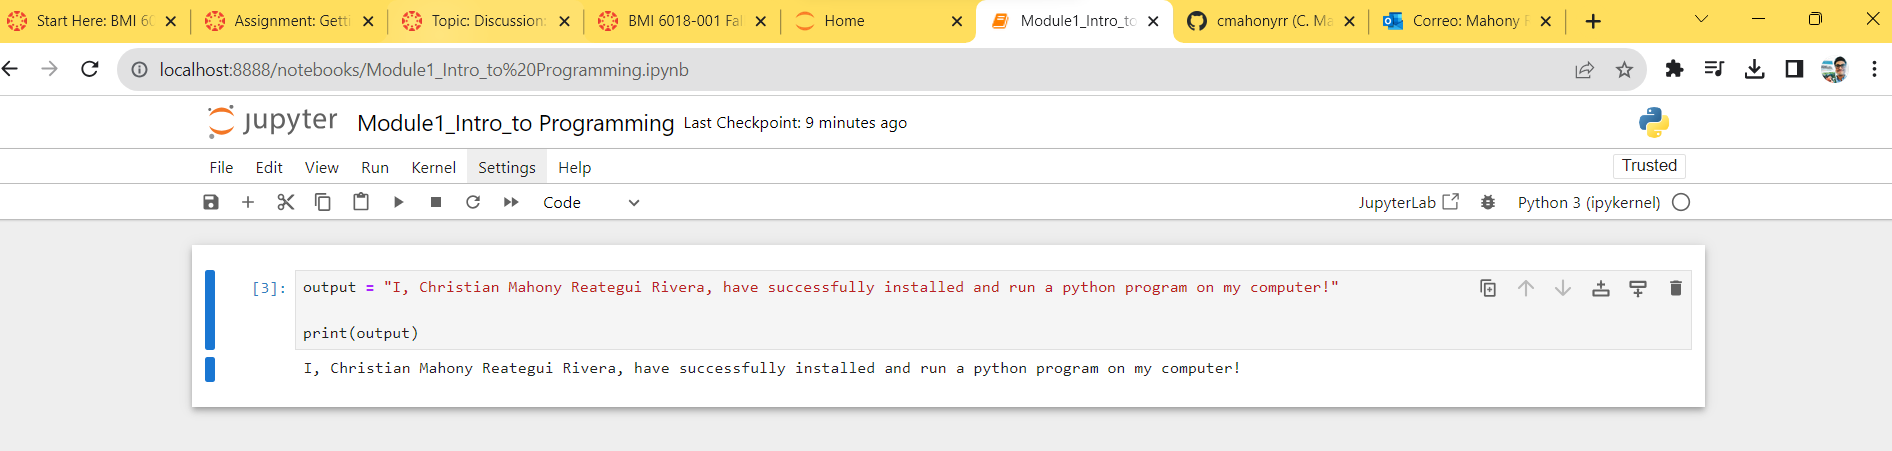 Start Here: BMI 60
Assignment: Getti
Topic: Discussion:
BMI 6018-001 Fal
Home
Module1_Intro_to
cmahonyrr (C. Ma
Correo: Mahony R
localhost:8888/notebooks/Module1_Intro_to%20Programming.ipynb
jupyter Module1_Intro_to Programming Last Checkpoint: 9 minutes ago
File Edit View Run Kernel Settings Help Trusted
Code JupyterLab Python 3 (ipykernel)
[3]: output = "I, Christian Mahony Reategui Rivera, have successfully installed and run a python program on my computer!"
print(output)
I, Christian Mahony Reategui Rivera, have successfully installed and run a python program on my computer!